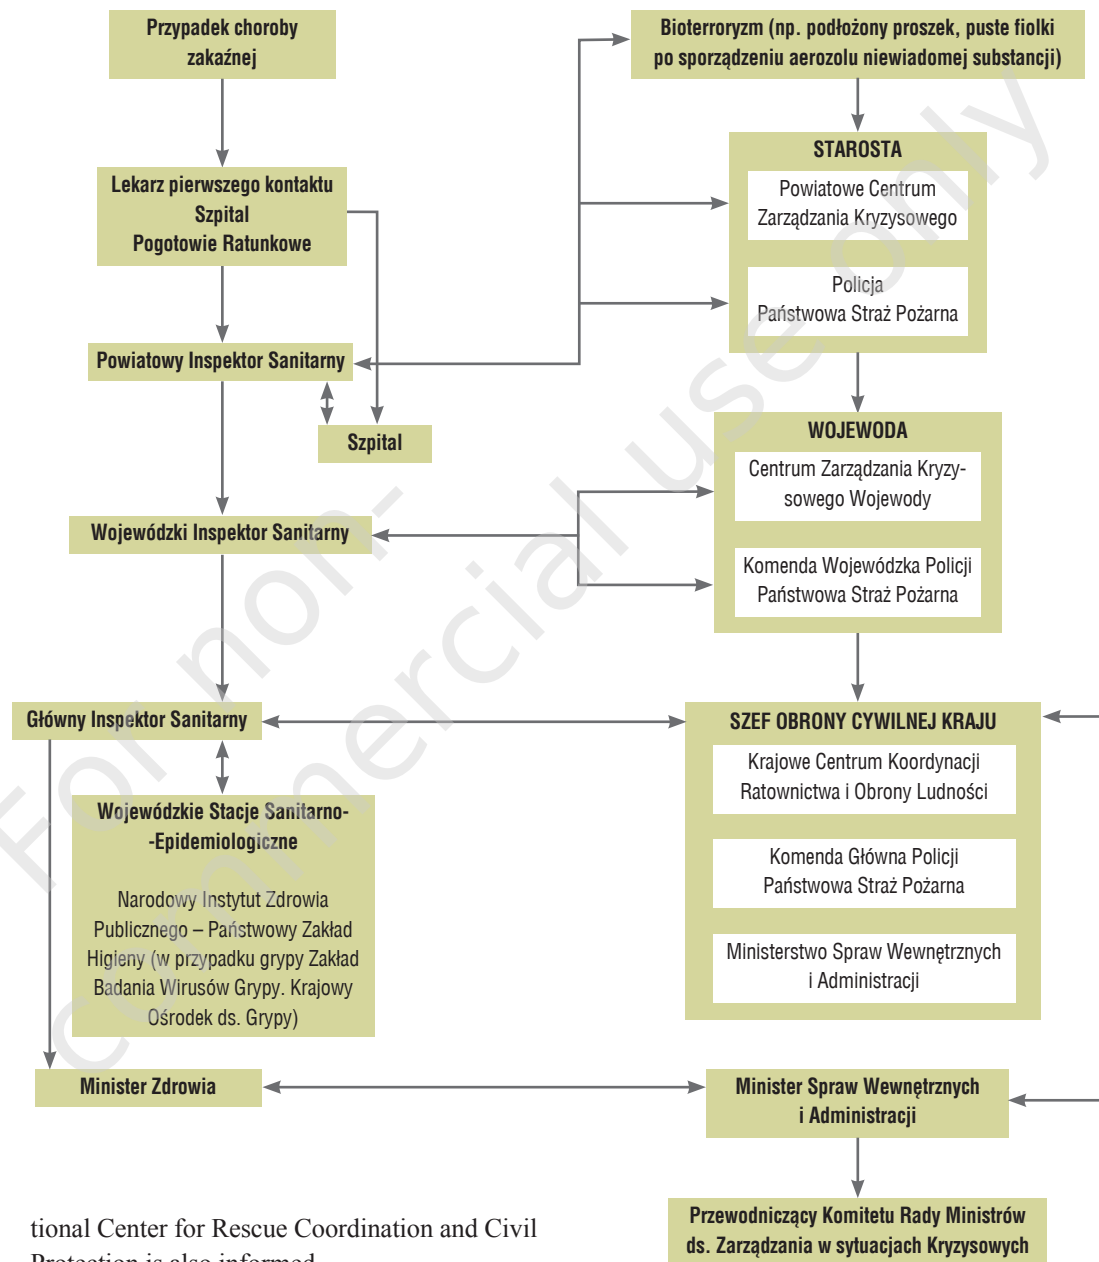 Przypadek choroby
zakaźnej
Lekarz pierwszego kontaktu
Szpital
Pogotowie Ratunkowe
Powiatowy Inspektor Sanitarny
Szpital
Wojewódzki Inspektor Sanitarny
Główny Inspektor Sanitarny
Wojewódzkie Stacje Sanitarno-
-Epidemiologiczne
Narodowy Instytut Zdrowia
Publicznego – Państwowy Zakład
Higieny (w przypadku grypy Zakład
Badania Wirusów Grypy. Krajowy
Ośrodek ds. Grypy)
Minister Zdrowia
Bioterroryzm (np. podłożony proszek, puste fiolki
po sporządzeniu aerozolu niewiadomej substancji)
STAROSTA
Powiatowe Centrum
Zarządzania Kryzysowego
Policja
Państwowa Straż Pożarna
WOJEWODA
Centrum Zarządzania Kryzy-
sowego Wojewody
Komenda Wojewódzka Policji
Państwowa Straż Pożarna
SZEF OBRONY CYWILNEJ KRAJU
Krajowe Centrum Koordynacji
Ratownictwa i Obrony Ludności
Komenda Główna Policji
Państwowa Straż Pożarna
Ministerstwo Spraw Wewnętrznych
i Administracji
Minister Spraw Wewnętrznych
i Administracji
Przewodniczący Komitetu Rady Ministrów
ds. Zarządzania w sytuacjach Kryzysowych
tional Center for Rescue Coordination and Civil
Protection is also informed
For non-
commercial use only